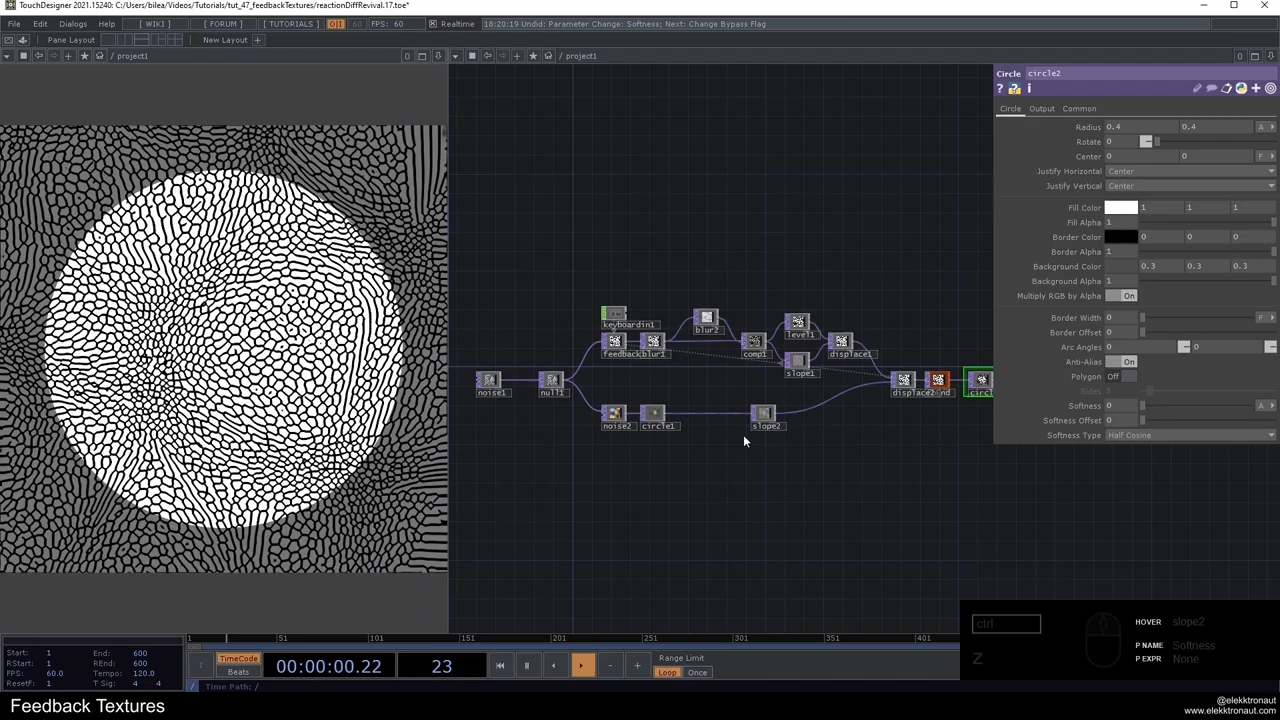 TouchDesigner 2021.15240: C:/Users/bilea/Videos/Tutorials/tut_47_feedbackTextures/reactionDiffRevival.17.toe*
File Edit Dialogs Help [ WIKI ] [ FORUM ] [ TUTORIALS ] O|I 60 FPS: 60 Realtime 18:20:19 Undid: Parameter Change: Softness; Next: Change Bypass Flag
Pane Layout New Layout +
/ project1 0 / project1 0
Circle circle2
Circle Output Common
Radius 0.4 0.4 A
Rotate 0
Center 0 0 F
Justify Horizontal Center
Justify Vertical Center
Fill Color 1 1 1
Fill Alpha 1
Border Color 0 0 0
Border Alpha 1
Background Color 0.3 0.3 0.3
Background Alpha 1
Multiply RGB by Alpha On
Border Width 0 F
Border Offset 0
Arc Angles 0 0
Anti-Alias On
Polygon Off
Sides 5
Softness 0 A
Softness Offset 0
Softness Type Half Cosine
keyboardin1
blur2
level1
feedback blur1
comp1
displace1
slope1
noise1
null1
displace2 nd
circl
noise2
circle1
slope2
ctrl
Z
HOVER slope2
P NAME Softness
P EXPR None
1 51 101 151 201 251 301 351 401
Start: 1 End: 600
RStart: 1 REnd: 600
FPS: 60.0 Tempo: 120.0
ResetF: 1 T Sig: 4 4
TimeCode
Beats
00:00:00.22
23
Range Limit
Loop Once
/ Time Path: /
Feedback Textures
@elekktronaut
www.elekktronaut.com